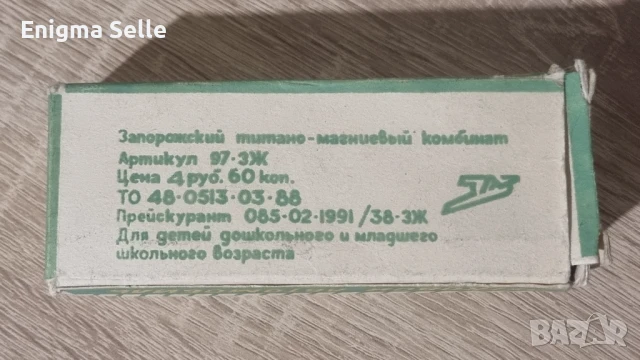 Enigma Selle
Запорожский титано-магниевый комбинат
Артикул 97-3Ж
Цена 4 руб. 60 коп.
ТО 48-0513-03-88
Прейскурант 085-02-1991/38-3Ж
Для детей дошкольного и младшего
школьного возраста
BAZAR